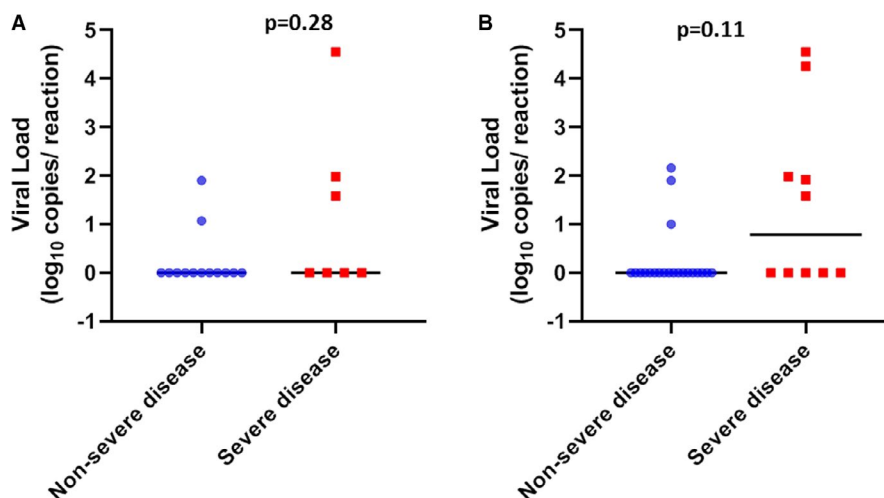 A
p=0.28
Viral Load
(log10 copies/ reaction)
5
4
3
2
1
0
-1
Non-severe disease
Severe disease
B
p=0.11
Viral Load
(log10 copies/ reaction)
5
4
3
2
1
0
-1
Non-severe disease
Severe disease